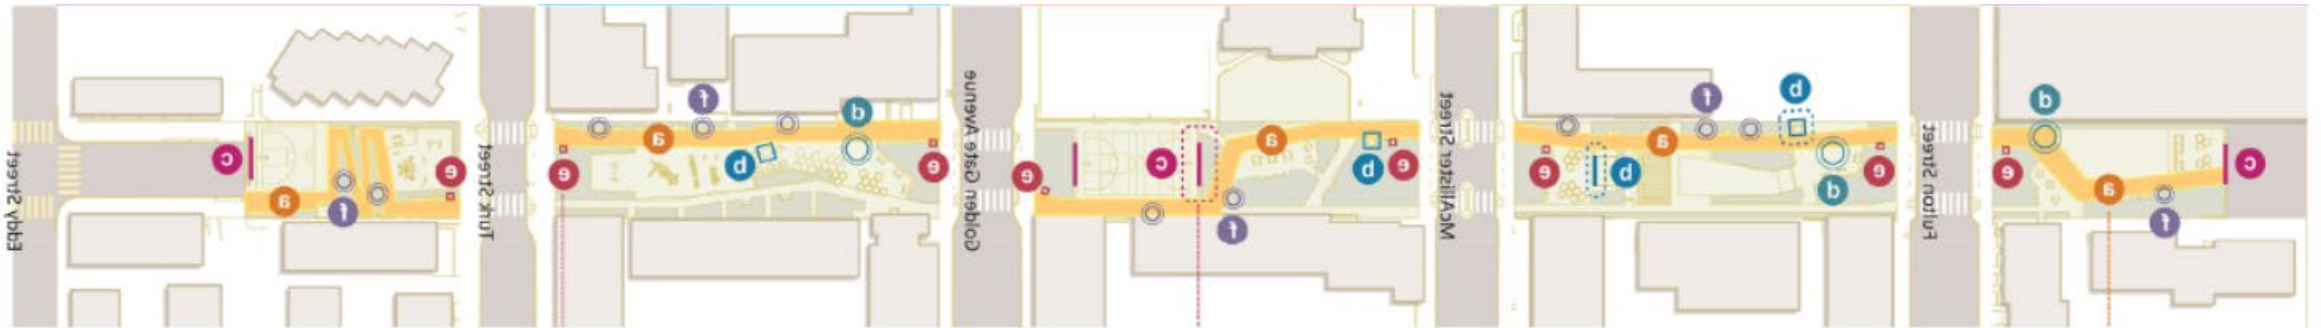 Eddy Street
c
a
f
e
Turk Street
e
a
f
d
b
e
Golden Gate Avenue
e
c
f
a
d
e
McAllister Street
e
d
a
f
d
b
e
Fulton Street
e
b
a
f
c